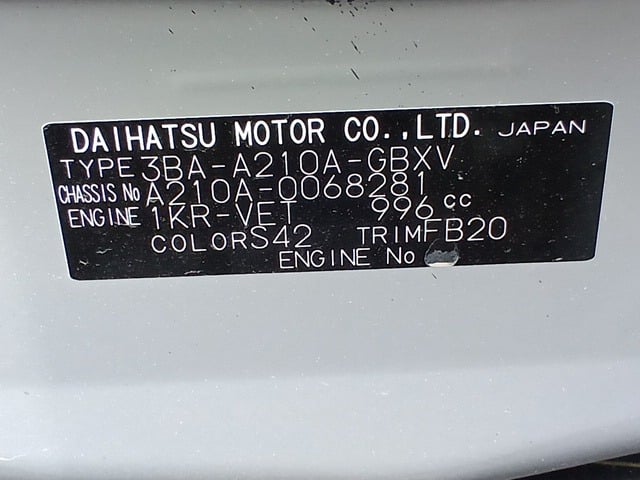 DAIHATSU MOTOR CO.,LTD. JAPAN
TYPE 3BA-A210A-GBXV
CHASSIS No A210A-0068281
ENGINE 1KR-VET 996 cc
COLOR S42 TRIM FB20
ENGINE No